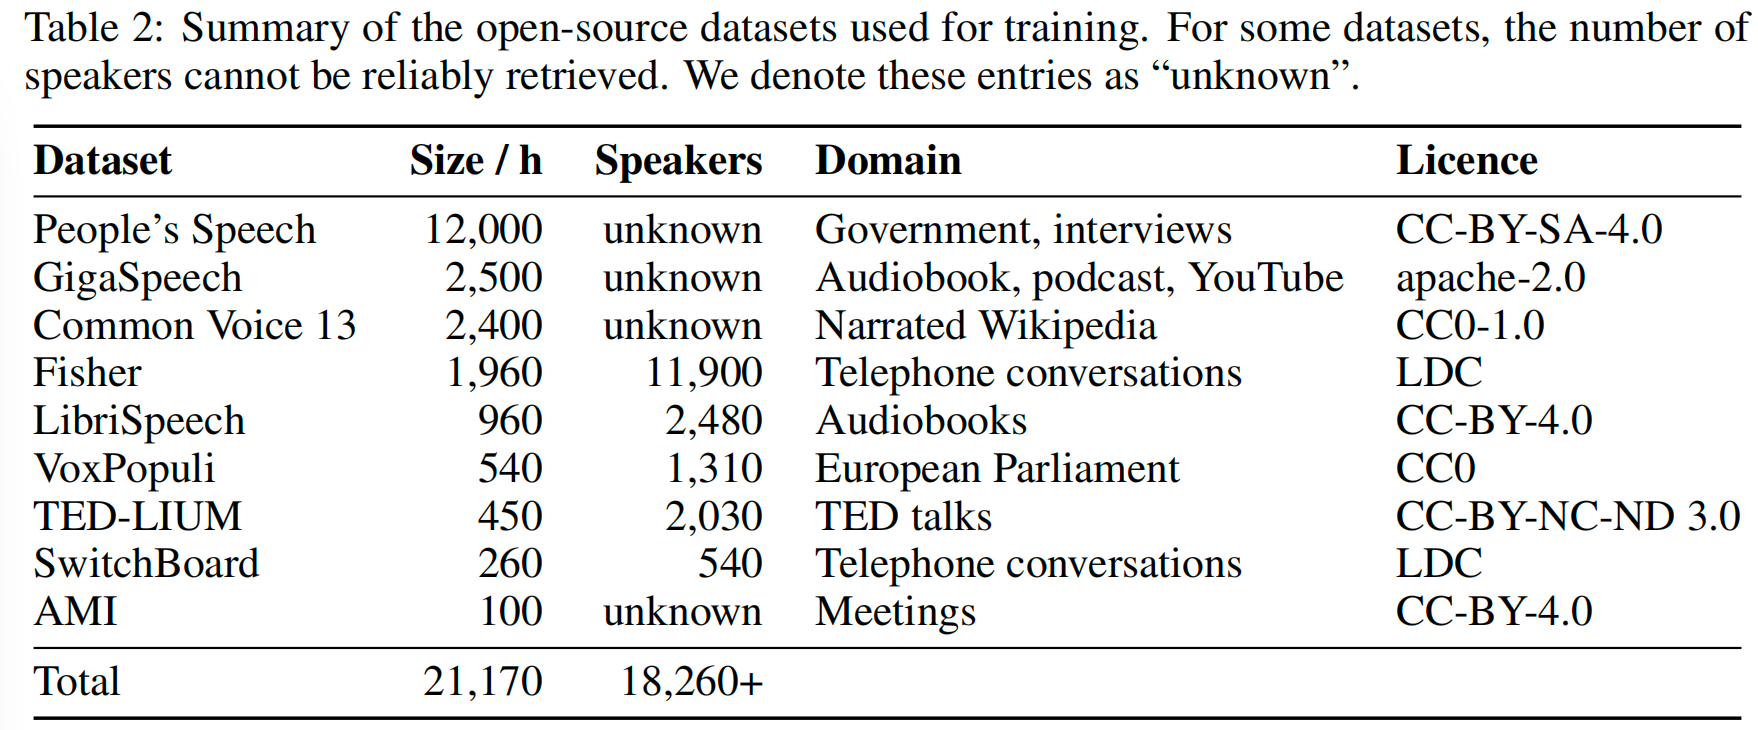 Table 2: Summary of the open-source datasets used for training. For some datasets, the number of
speakers cannot be reliably retrieved. We denote these entries as “unknown”.
Dataset Size / h Speakers Domain Licence
People’s Speech 12,000 unknown Government, interviews CC-BY-SA-4.0
GigaSpeech 2,500 unknown Audiobook, podcast, YouTube apache-2.0
Common Voice 13 2,400 unknown Narrated Wikipedia CC0-1.0
Fisher 1,960 11,900 Telephone conversations LDC
LibriSpeech 960 2,480 Audiobooks CC-BY-4.0
VoxPopuli 540 1,310 European Parliament CC0
TED-LIUM 450 2,030 TED talks CC-BY-NC-ND 3.0
SwitchBoard 260 540 Telephone conversations LDC
AMI 100 unknown Meetings CC-BY-4.0
Total 21,170 18,260+